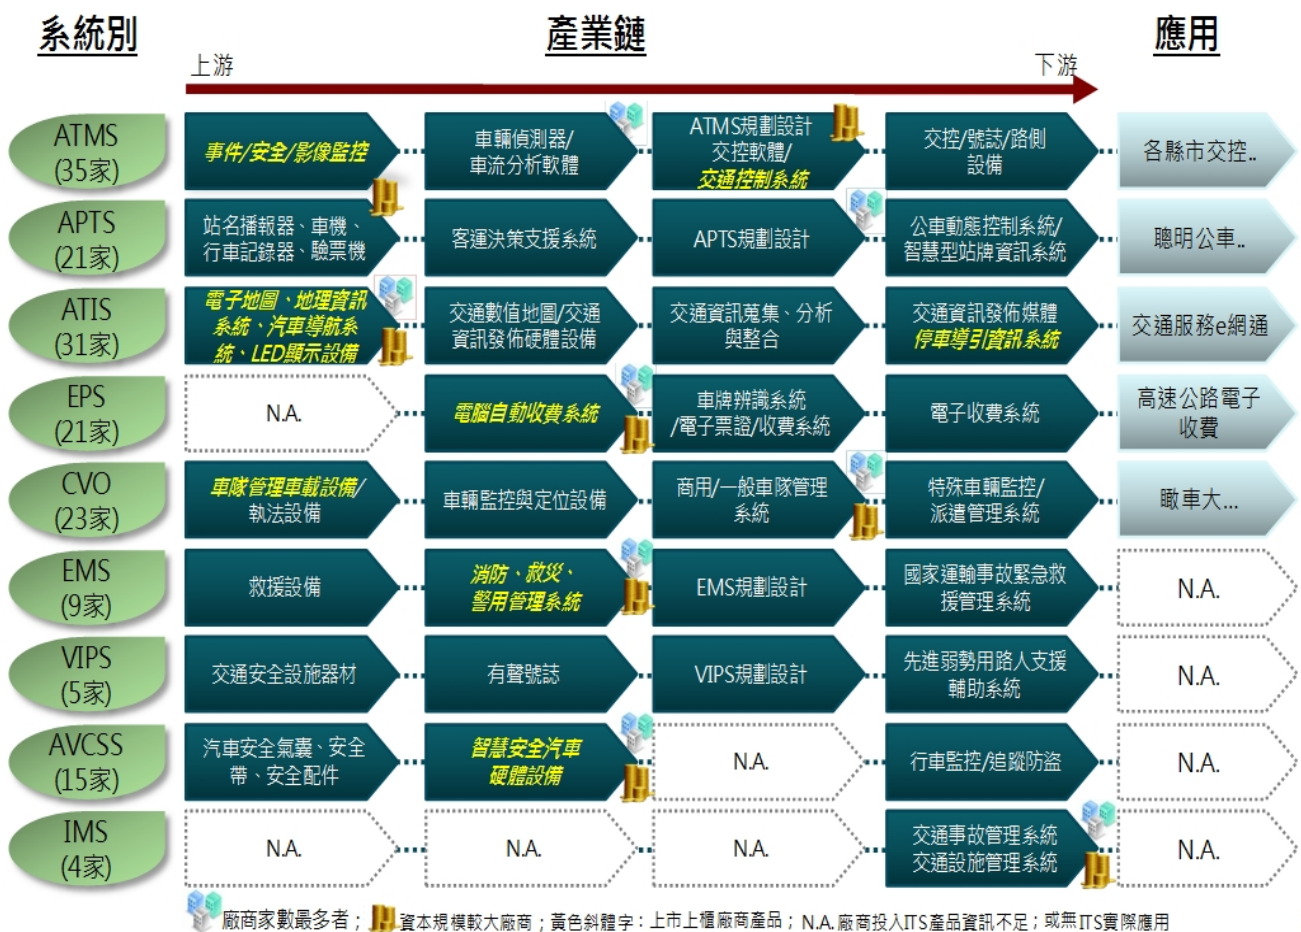 系統別
產業鏈
應用
上游
下游
ATMS
(35家)
事件/安全/影像監控
車輛偵測器/
車流分析軟體
ATMS規劃設計
交控軟體/
交通控制系統
交控/號誌/路側
設備
各縣市交控..
APTS
(21家)
站名播報器、車機、
行車記錄器、驗票機
客運決策支援系統
APTS規劃設計
公車動態控制系統/
智慧型站牌資訊系統
聰明公車..
ATIS
(31家)
電子地圖、地理資訊
系統、汽車導航系
統、LED顯示設備
交通數值地圖/交通
資訊發佈硬體設備
交通資訊蒐集、分析
與整合
交通資訊發佈媒體
停車導引資訊系統
交通服務e網通
EPS
(21家)
N.A.
電腦自動收費系統
車牌辨識系統
/電子票證/收費系統
電子收費系統
高速公路電子
收費
CVO
(23家)
車隊管理車載設備/
執法設備
車輛監控與定位設備
商用/一般車隊管理
系統
特殊車輛監控/
派遣管理系統
瞰車大...
EMS
(9家)
救援設備
消防、救災、
警用管理系統
EMS規劃設計
國家運輸事故緊急救
援管理系統
N.A.
VIPS
(5家)
交通安全設施器材
有聲號誌
VIPS規劃設計
先進弱勢用路人支援
輔助系統
N.A.
AVCSS
(15家)
汽車安全氣囊、安全
帶、安全配件
智慧安全汽車
硬體設備
N.A.
行車監控/追蹤防盜
N.A.
IMS
(4家)
N.A.
N.A.
N.A.
交通事故管理系統
交通設施管理系統
N.A.
廠商家數最多者；資本規模較大廠商；黃色斜體字：上市上櫃廠商產品；N.A.廠商投入ITS產品資訊不足；或無ITS實際應用